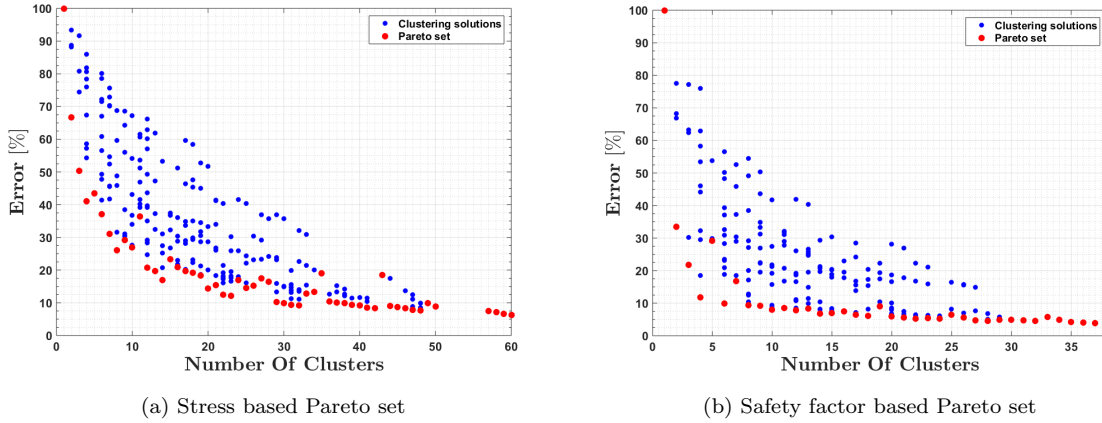 100
90
80
70
60
50
40
30
20
10
0
Error [%]
0 10 20 30 40 50 60
Number Of Clusters
Clustering solutions
Pareto set
(a) Stress based Pareto set
100
90
80
70
60
50
40
30
20
10
0
Error [%]
0 5 10 15 20 25 30 35
Number Of Clusters
Clustering solutions
Pareto set
(b) Safety factor based Pareto set